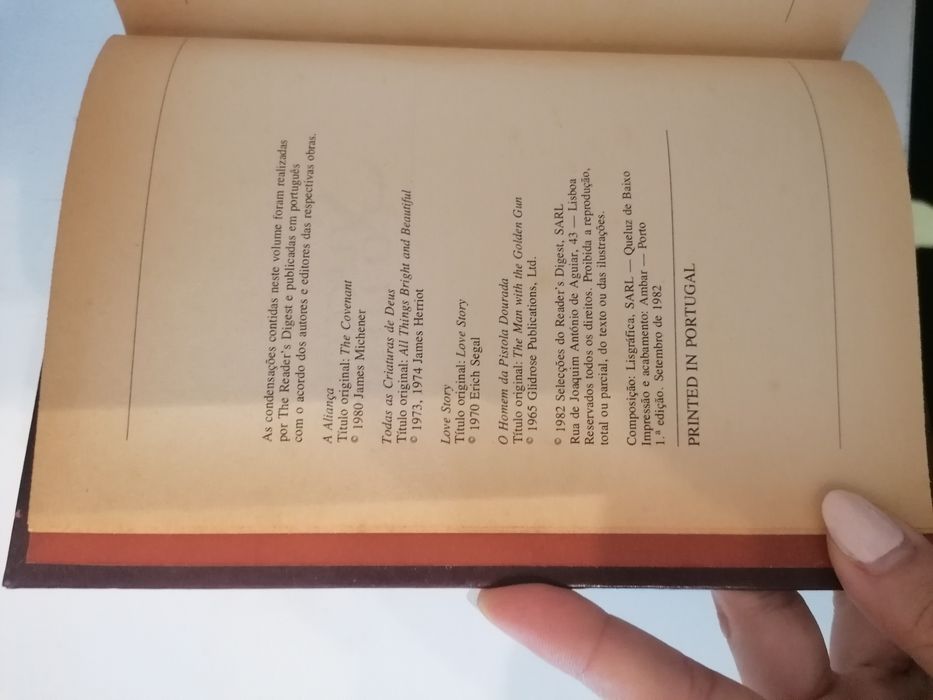 As condensações contidas neste volume foram realizadas
por The Reader's Digest e publicadas em português
com o acordo dos autores e editores das respectivas obras.
A Aliança
Título original: The Covenant
© 1980 James Michener
Todas as Criaturas de Deus
Título original: All Things Bright and Beautiful
© 1973, 1974 James Herriot
Love Story
Título original: Love Story
© 1970 Erich Segal
O Homem da Pistola Dourada
Título original: The Man with the Golden Gun
© 1965 Glidrose Publications, Ltd.
© 1982 Selecções do Reader's Digest, SARL
Rua de Joaquim António de Aguiar, 43 — Lisboa
Reservados todos os direitos. Proibida a reprodução,
total ou parcial, do texto ou das ilustrações.
Composição: Lisgráfica, SARL — Queluz de Baixo
Impressão e acabamento: Ambar — Porto
1.ª edição. Setembro de 1982
PRINTED IN PORTUGAL